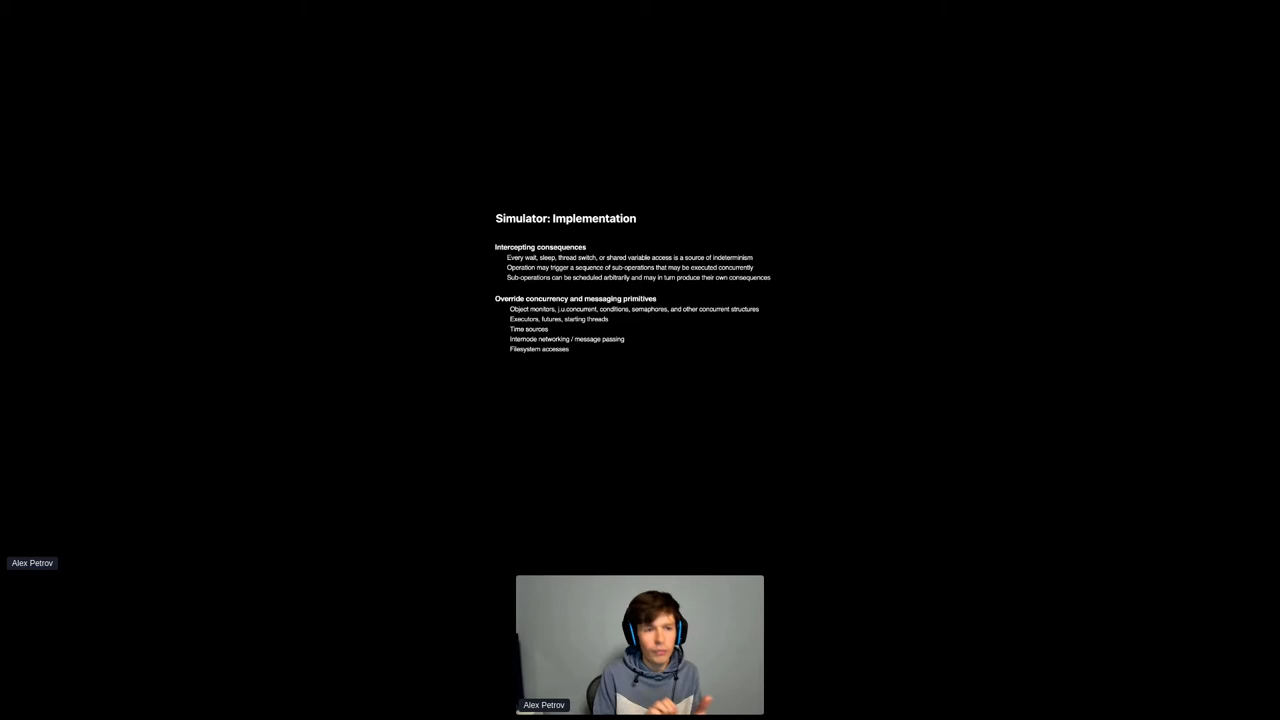 Simulator: Implementation
Intercepting consequences
Every wait, sleep, thread switch, or shared variable access is a source of indeterminism
Operation may trigger a sequence of sub-operations that may be executed concurrently
Sub-operations can be scheduled arbitrarily and may in turn produce their own consequences
Override concurrency and messaging primitives
Object monitors, j.u.concurrent, conditions, semaphores, and other concurrent structures
Executors, futures, starting threads
Time sources
Internode networking / message passing
Filesystem accesses
Alex Petrov
Alex Petrov